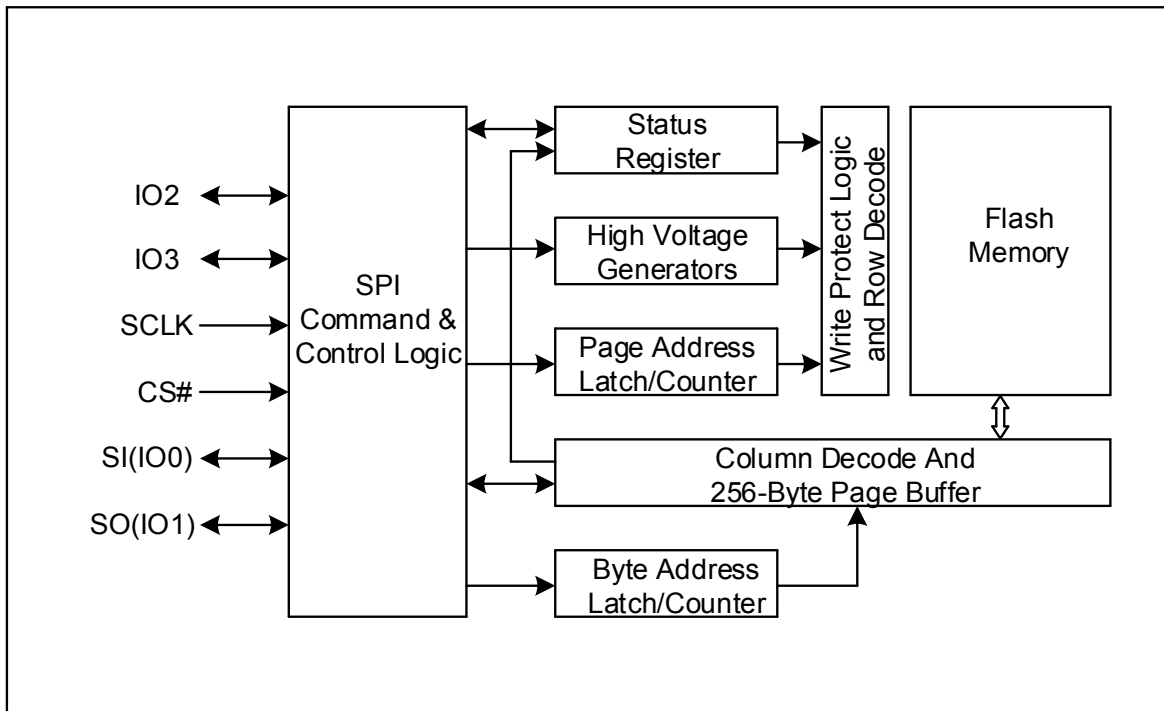 IO2
IO3
SCLK
CS#
SI(IO0)
SO(IO1)
SPI
Command &
Control Logic
Status
Register
High Voltage
Generators
Page Address
Latch/Counter
Write Protect Logic
and Row Decode
Flash
Memory
Column Decode And
256-Byte Page Buffer
Byte Address
Latch/Counter